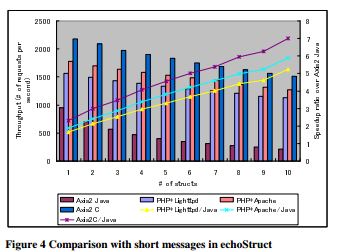 Throughput (# of requests per
second)
2500
2000
1500
1000
500
0
8
7
6
5
4
3
2
1
0
Speedup ratio over Axis2 Java
1 2 3 4 5 6 7 8 9 10
# of structs
Axis2 Java PHP+Lighttpd PHP+Apache
Axis2 C PHP+Lighttpd/Java PHP+Apache/Java
Axis2C/Java
Figure 4 Comparison with short messages in echoStruct